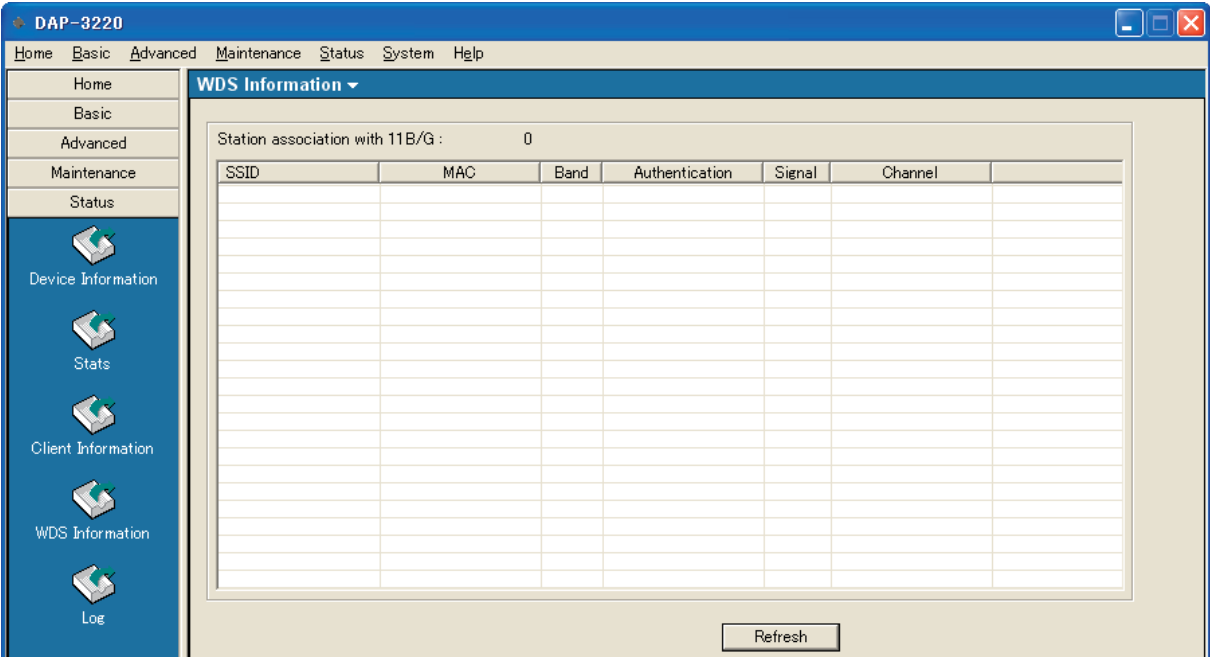 DAP-3220
Home Basic Advanced Maintenance Status System Help
Home
Basic
Advanced
Maintenance
Status
Device Information
Stats
Client Information
WDS Information
Log
WDS Information
Station association with 11B/G : 0
SSID MAC Band Authentication Signal Channel
Refresh